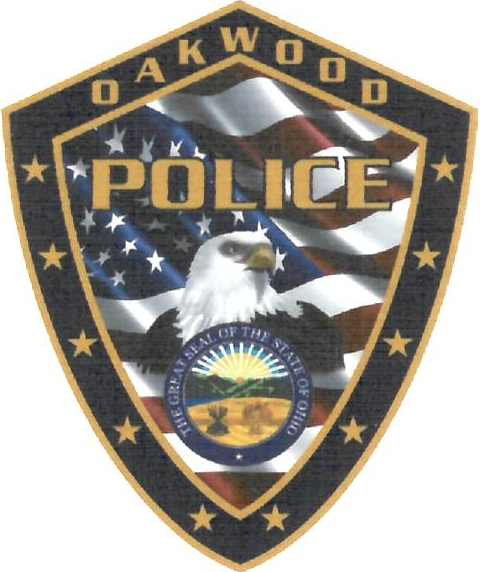 OAKWOOD
POLICE
THE GREAT SEAL OF THE STATE OF OHIO